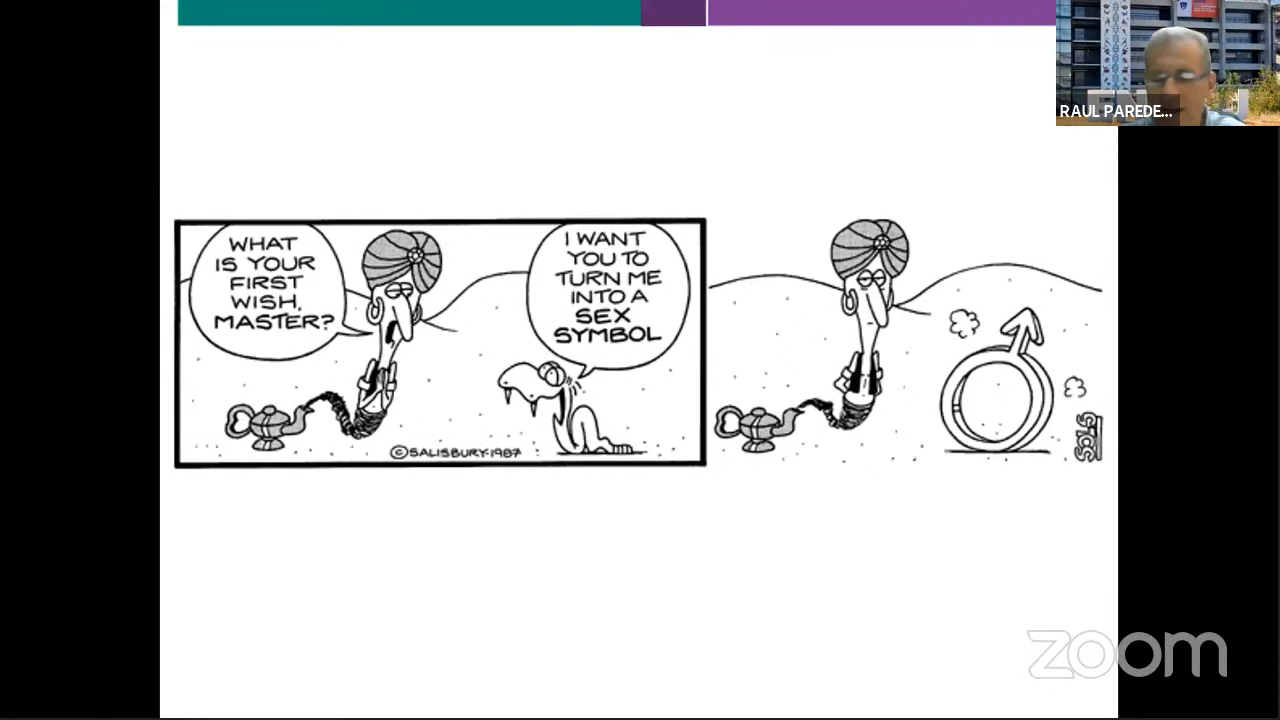 RAUL PAREDE...
WHAT
IS YOUR
FIRST
WISH,
MASTER?
I WANT
YOU TO
TURN ME
INTO A
SEX
SYMBOL
©SALISBURY·1987
zoom